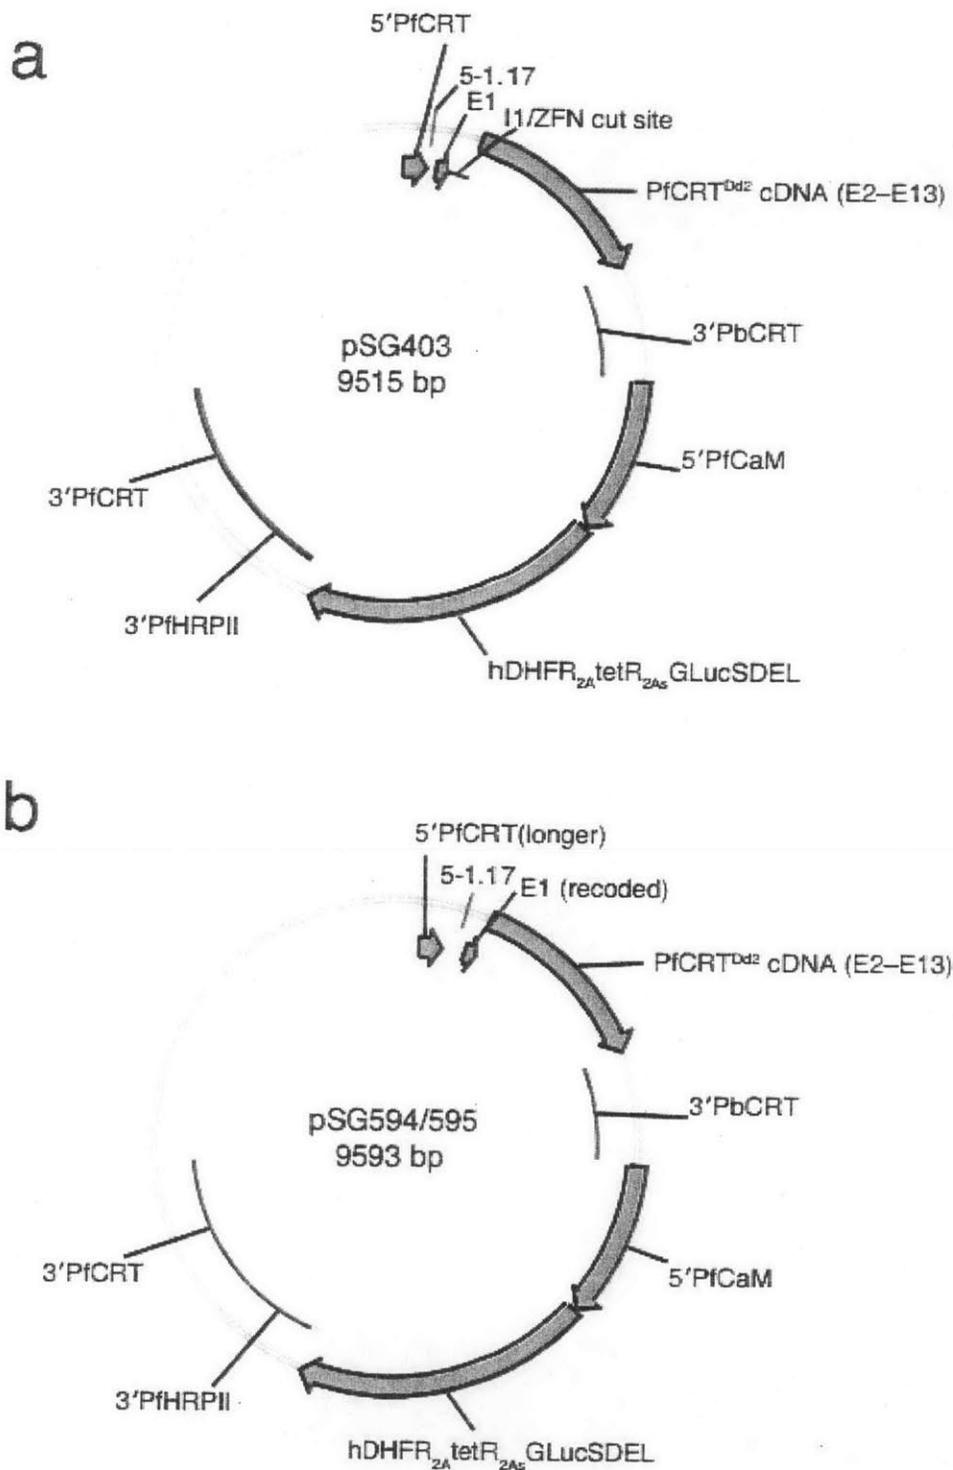 a
5′PfCRT
5-1.17
E1
I1/ZFN cut site
PfCRTᴰᵈ² cDNA (E2–E13)
pSG403
9515 bp
3′PbCRT
5′PfCaM
3′PfCRT
3′PfHRPII
hDHFR₂ₐtetR₂ₐₛGLucSDEL
b
5′PfCRT(longer)
5-1.17
E1 (recoded)
PfCRTᴰᵈ² cDNA (E2–E13)
pSG594/595
9593 bp
3′PbCRT
3′PfCRT
5′PfCaM
3′PfHRPII
hDHFR₂ₐtetR₂ₐₛGLucSDEL